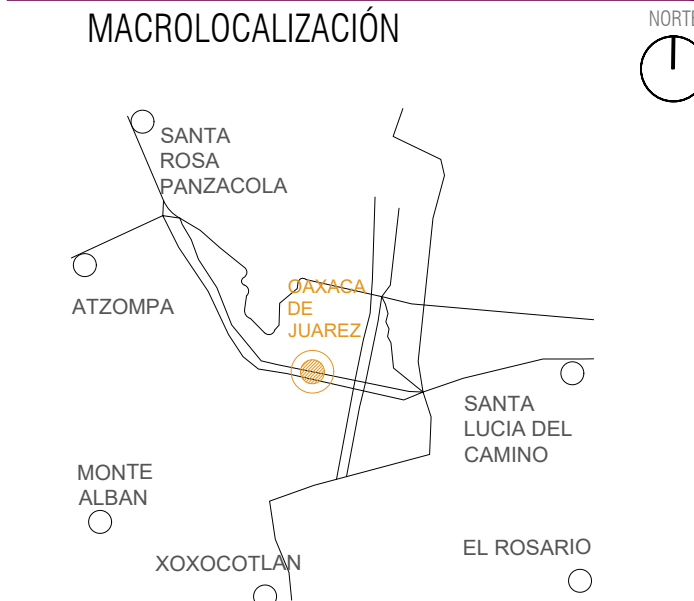 MACROLOCALIZACIÓN
NORTE
SANTA
ROSA
PANZACOLA
ATZOMPA
OAXACA
DE
JUAREZ
SANTA
LUCIA DEL
CAMINO
MONTE
ALBAN
XOXOCOTLAN
EL ROSARIO